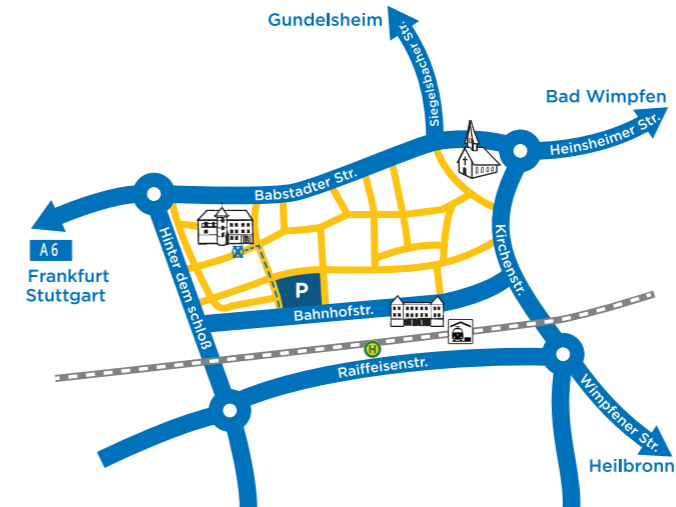 Gundelsheim
Siegelsbacher Str.
Bad Wimpfen
Heinsheimer Str.
Babstadter Str.
A6
Frankfurt
Stuttgart
Hinter dem schloß
Kirchenstr.
P
Bahnhofstr.
H
Raiffeisenstr.
Wimpfener Str.
Heilbronn